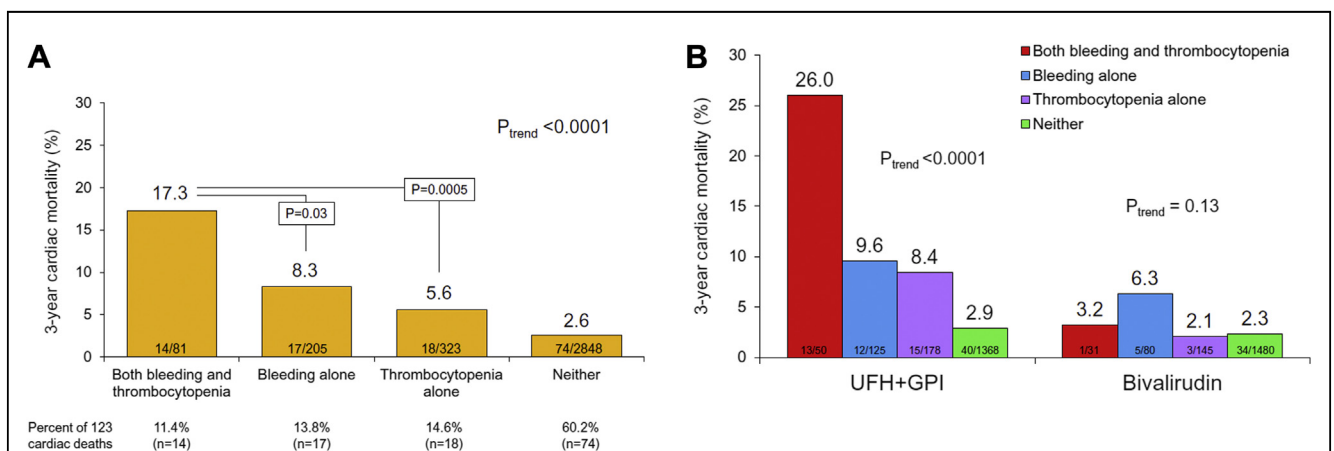 A
3-year cardiac mortality (%)
30
25
20
15
10
5
0
Ptrend <0.0001
17.3
P=0.03
P=0.0005
8.3
5.6
2.6
14/81
17/205
18/323
74/2848
Both bleeding and
thrombocytopenia
Bleeding alone
Thrombocytopenia
alone
Neither
Percent of 123
cardiac deaths
11.4%
(n=14)
13.8%
(n=17)
14.6%
(n=18)
60.2%
(n=74)
B
3-year cardiac mortality (%)
30
25
20
15
10
5
0
Both bleeding and thrombocytopenia
Bleeding alone
Thrombocytopenia alone
Neither
26.0
Ptrend <0.0001
9.6
8.4
2.9
13/50
12/125
15/178
40/1368
UFH+GPI
Ptrend = 0.13
3.2
6.3
2.1
2.3
1/31
5/80
3/145
34/1480
Bivalirudin